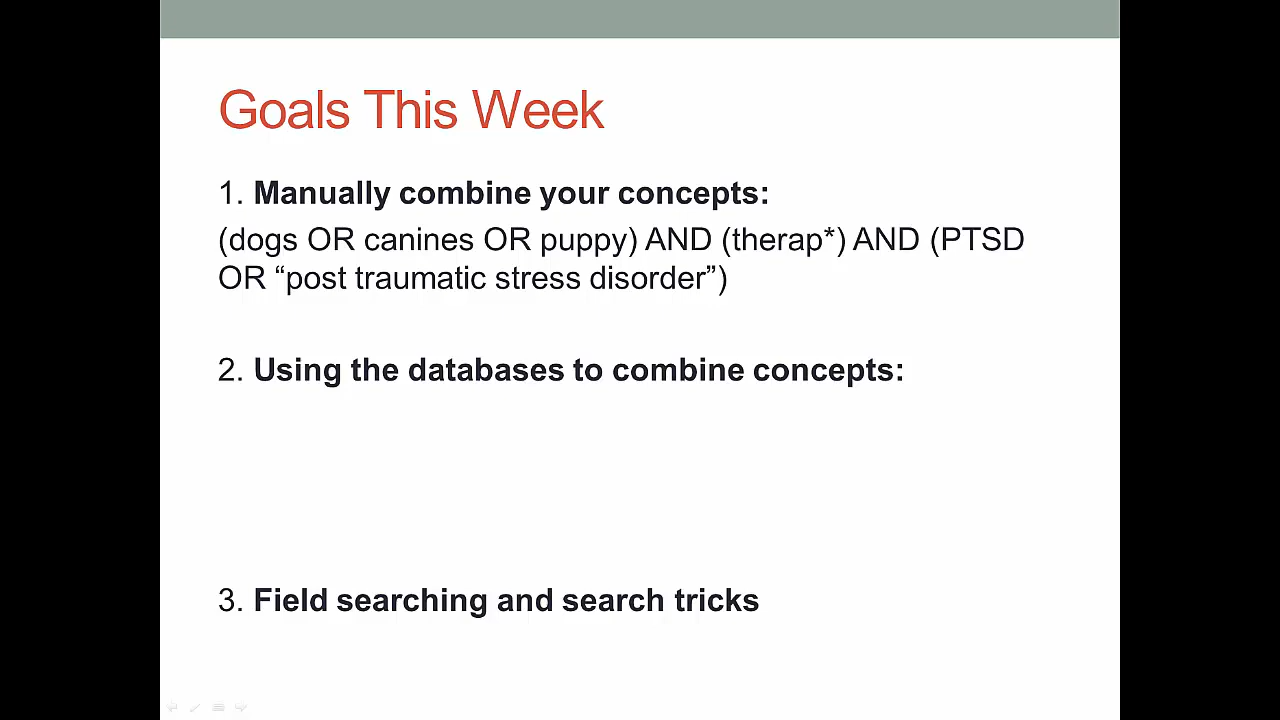 Goals This Week
1. Manually combine your concepts:
(dogs OR canines OR puppy) AND (therap*) AND (PTSD
OR “post traumatic stress disorder”)
2. Using the databases to combine concepts:
3. Field searching and search tricks